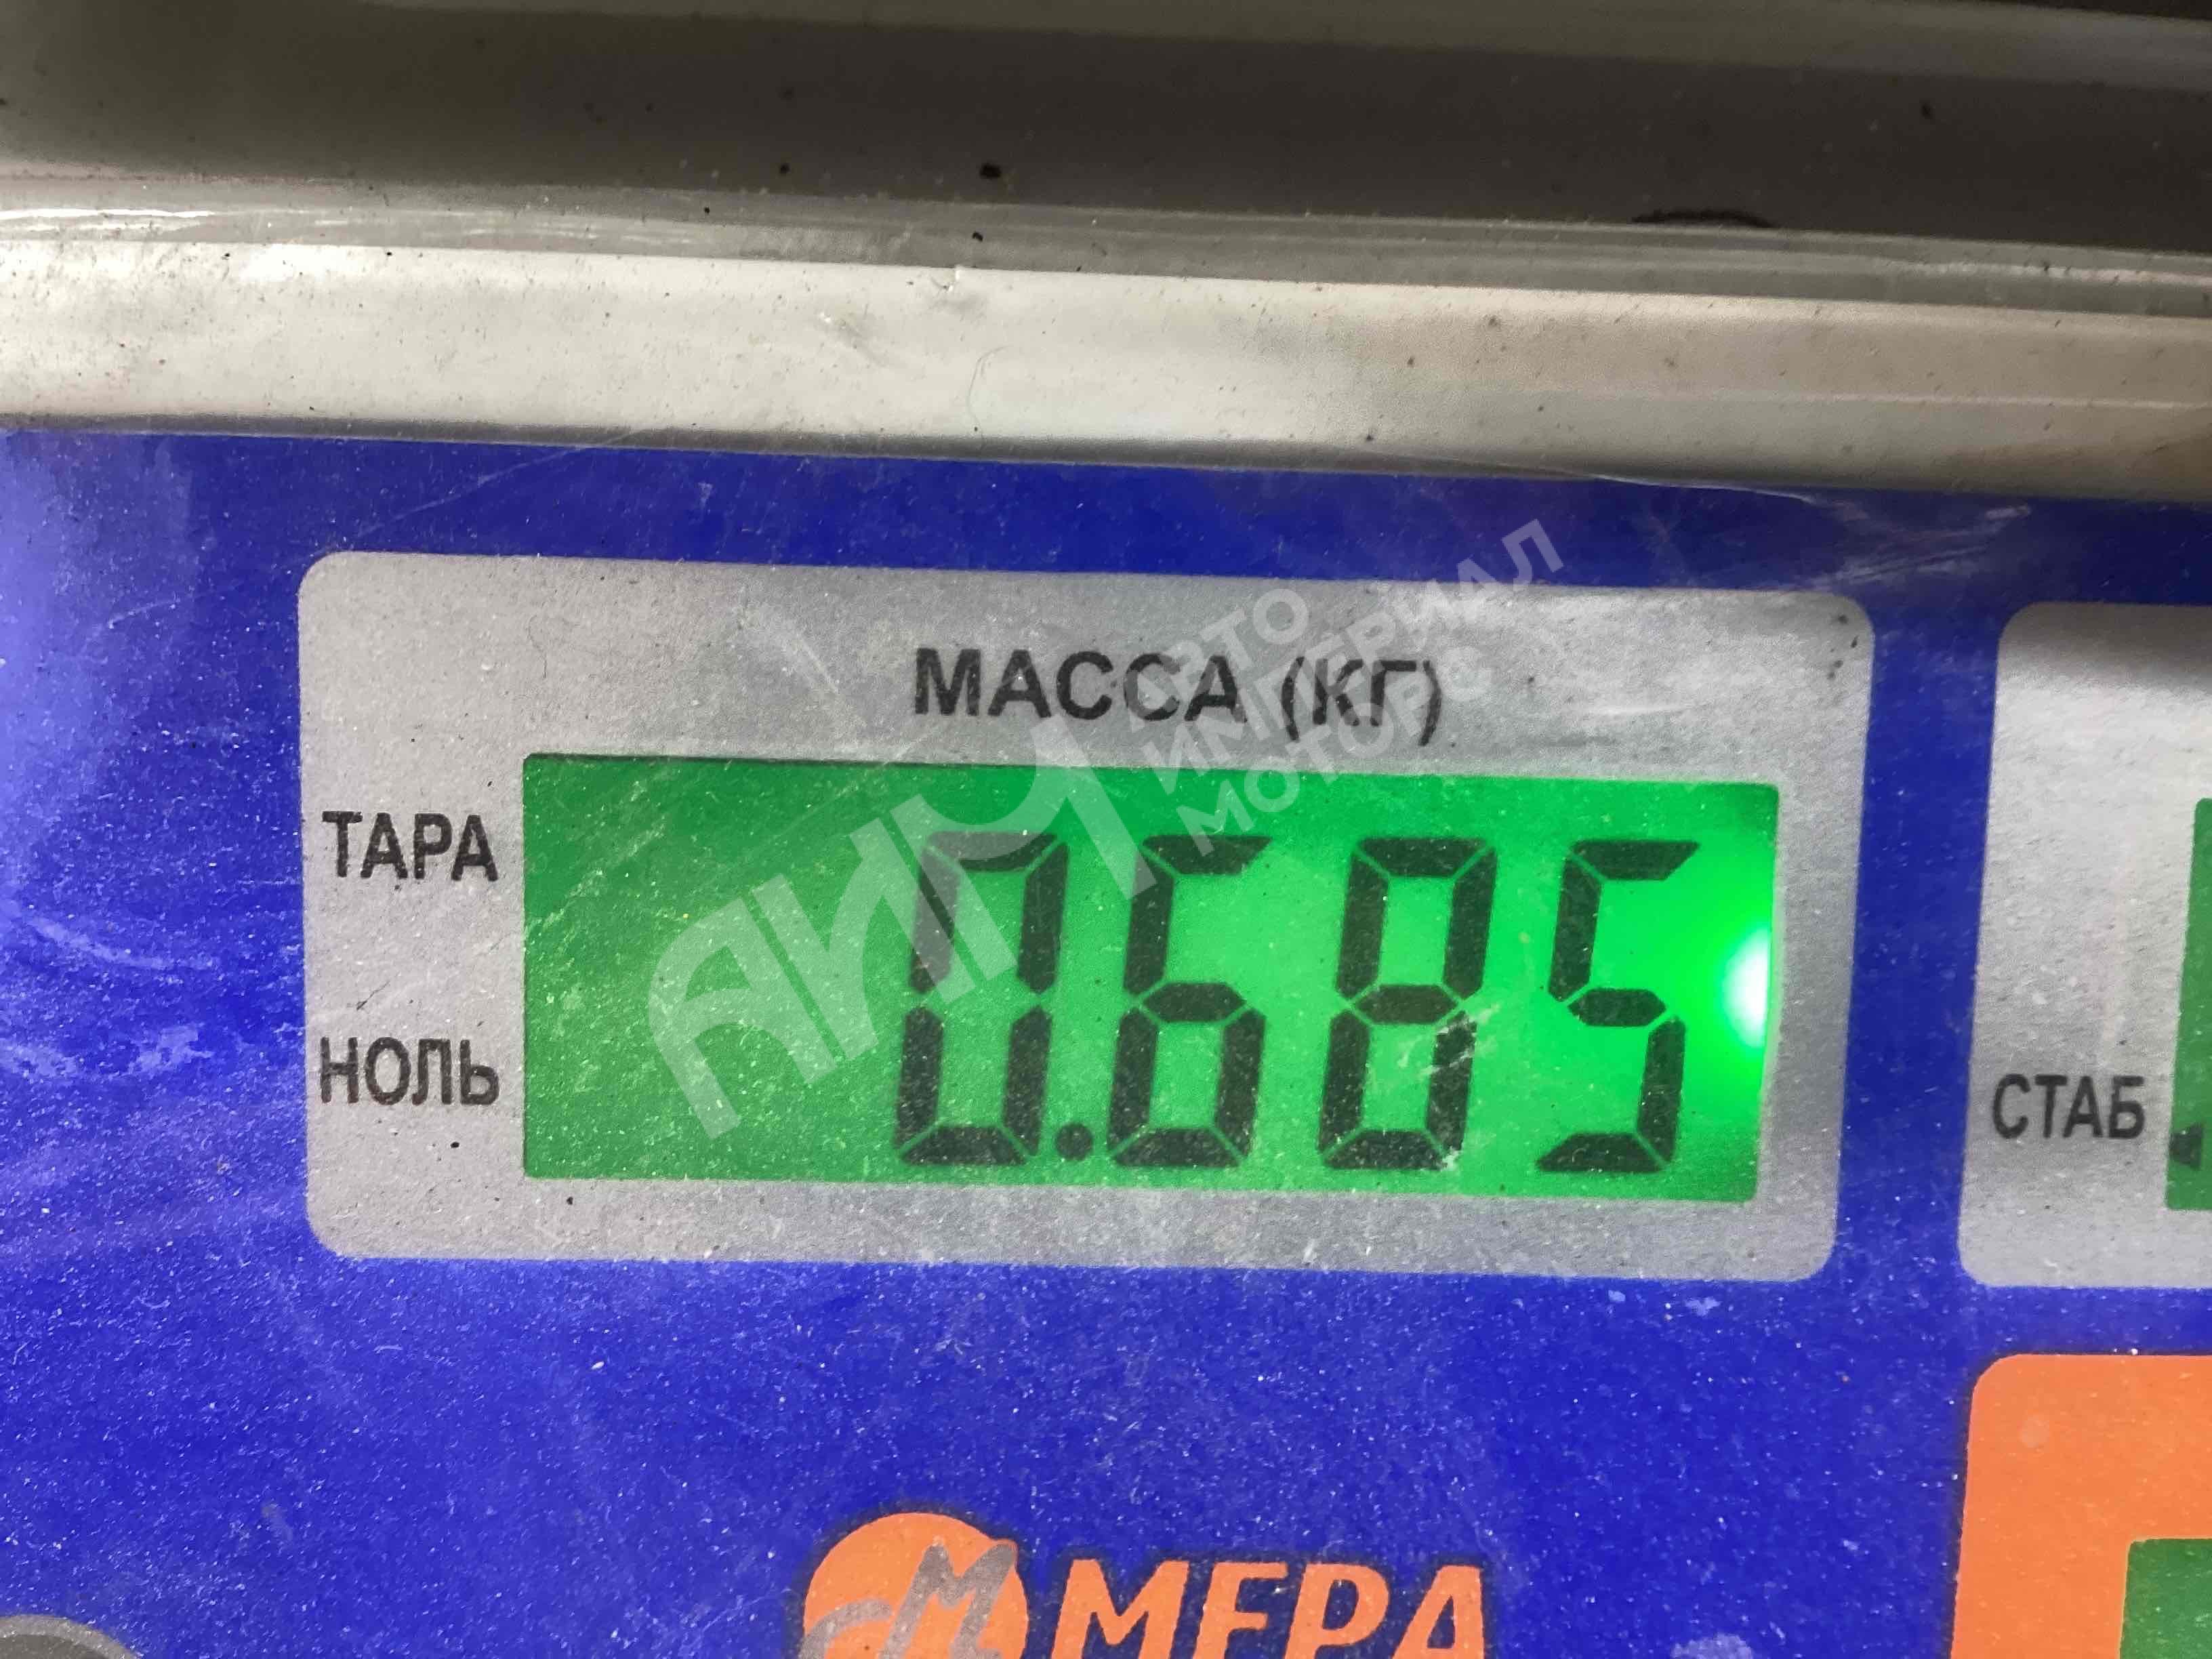 АВТО
ИМПЕРИАЛ
МОТОРС
АИМ
МАССА (КГ)
ТАРА
0.685
НОЛЬ
СТАБ
М МЕРА